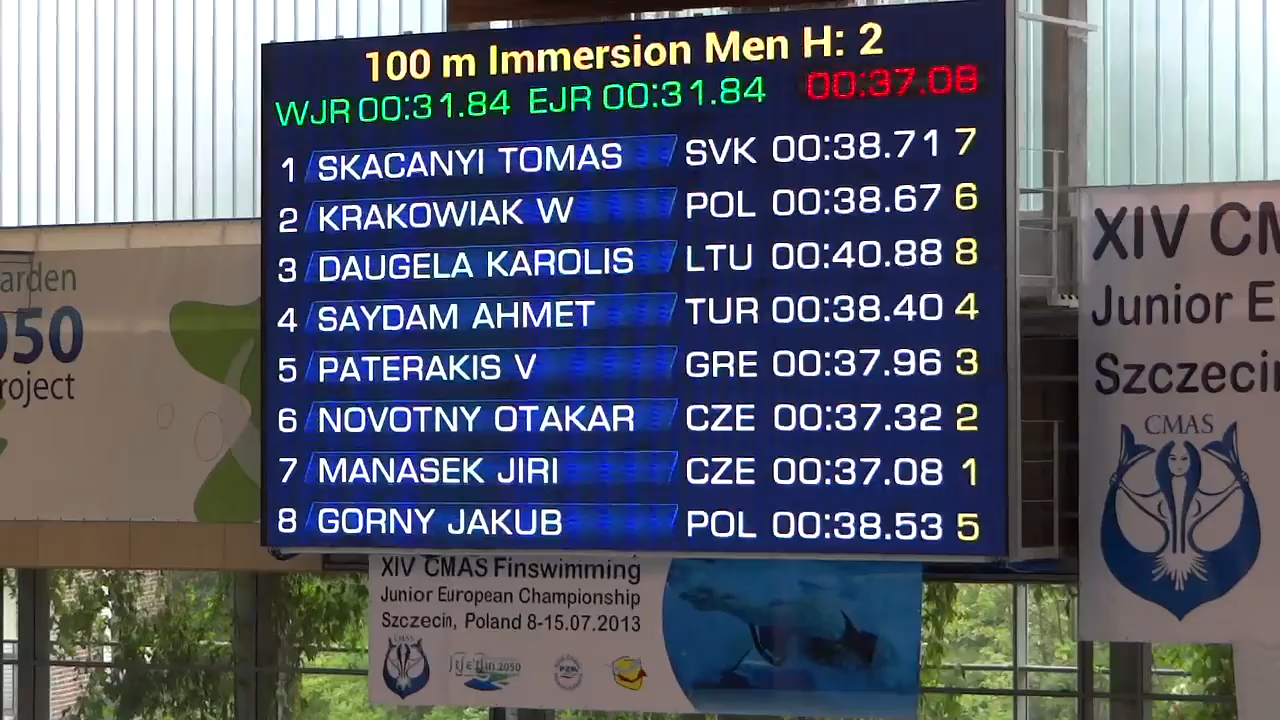 100 m Immersion Men H: 2
WJR 00:31.84 EJR 00:31.84 00:37.08
1 SKACANYI TOMAS SVK 00:38.71 7
2 KRAKOWIAK W POL 00:38.67 6
3 DAUGELA KAROLIS LTU 00:40.88 8
4 SAYDAM AHMET TUR 00:38.40 4
5 PATERAKIS V GRE 00:37.96 3
6 NOVOTNY OTAKAR CZE 00:37.32 2
7 MANASEK JIRI CZE 00:37.08 1
8 GORNY JAKUB POL 00:38.53 5
arden
050
roject
XIV CMAS Finswimming
Junior European Championship
Szczecin, Poland 8-15.07.2013
CMAS
XIV CM
Junior E
Szczecin
CMAS